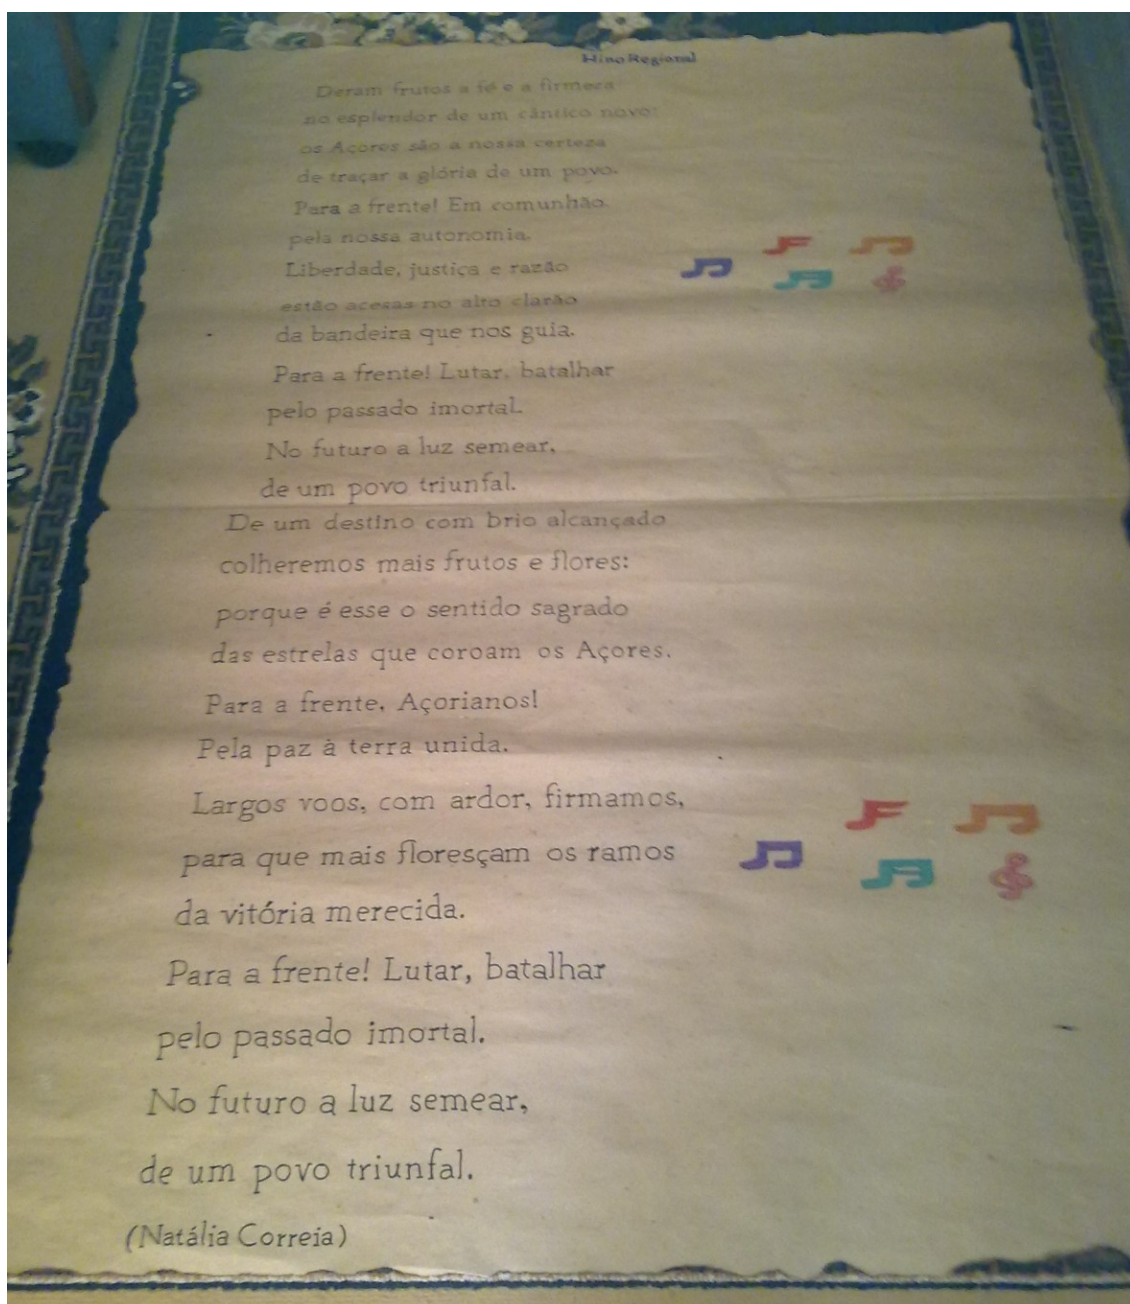 Hino Regional
Deram frutos a fé e a firmeza
no esplendor de um cântico novo:
os Açores são a nossa certeza
de traçar a glória de um povo.
Para a frente! Em comunhão,
pela nossa autonomia.
Liberdade, justiça e razão
estão acesas no alto clarão
da bandeira que nos guia.
Para a frente! Lutar, batalhar
pelo passado imortal.
No futuro a luz semear,
de um povo triunfal.
De um destino com brio alcançado
colheremos mais frutos e flores:
porque é esse o sentido sagrado
das estrelas que coroam os Açores.
Para a frente, Açorianos!
Pela paz à terra unida.
Largos voos, com ardor, firmamos,
para que mais floresçam os ramos
da vitória merecida.
Para a frente! Lutar, batalhar
pelo passado imortal.
No futuro a luz semear,
de um povo triunfal.
(Natália Correia)